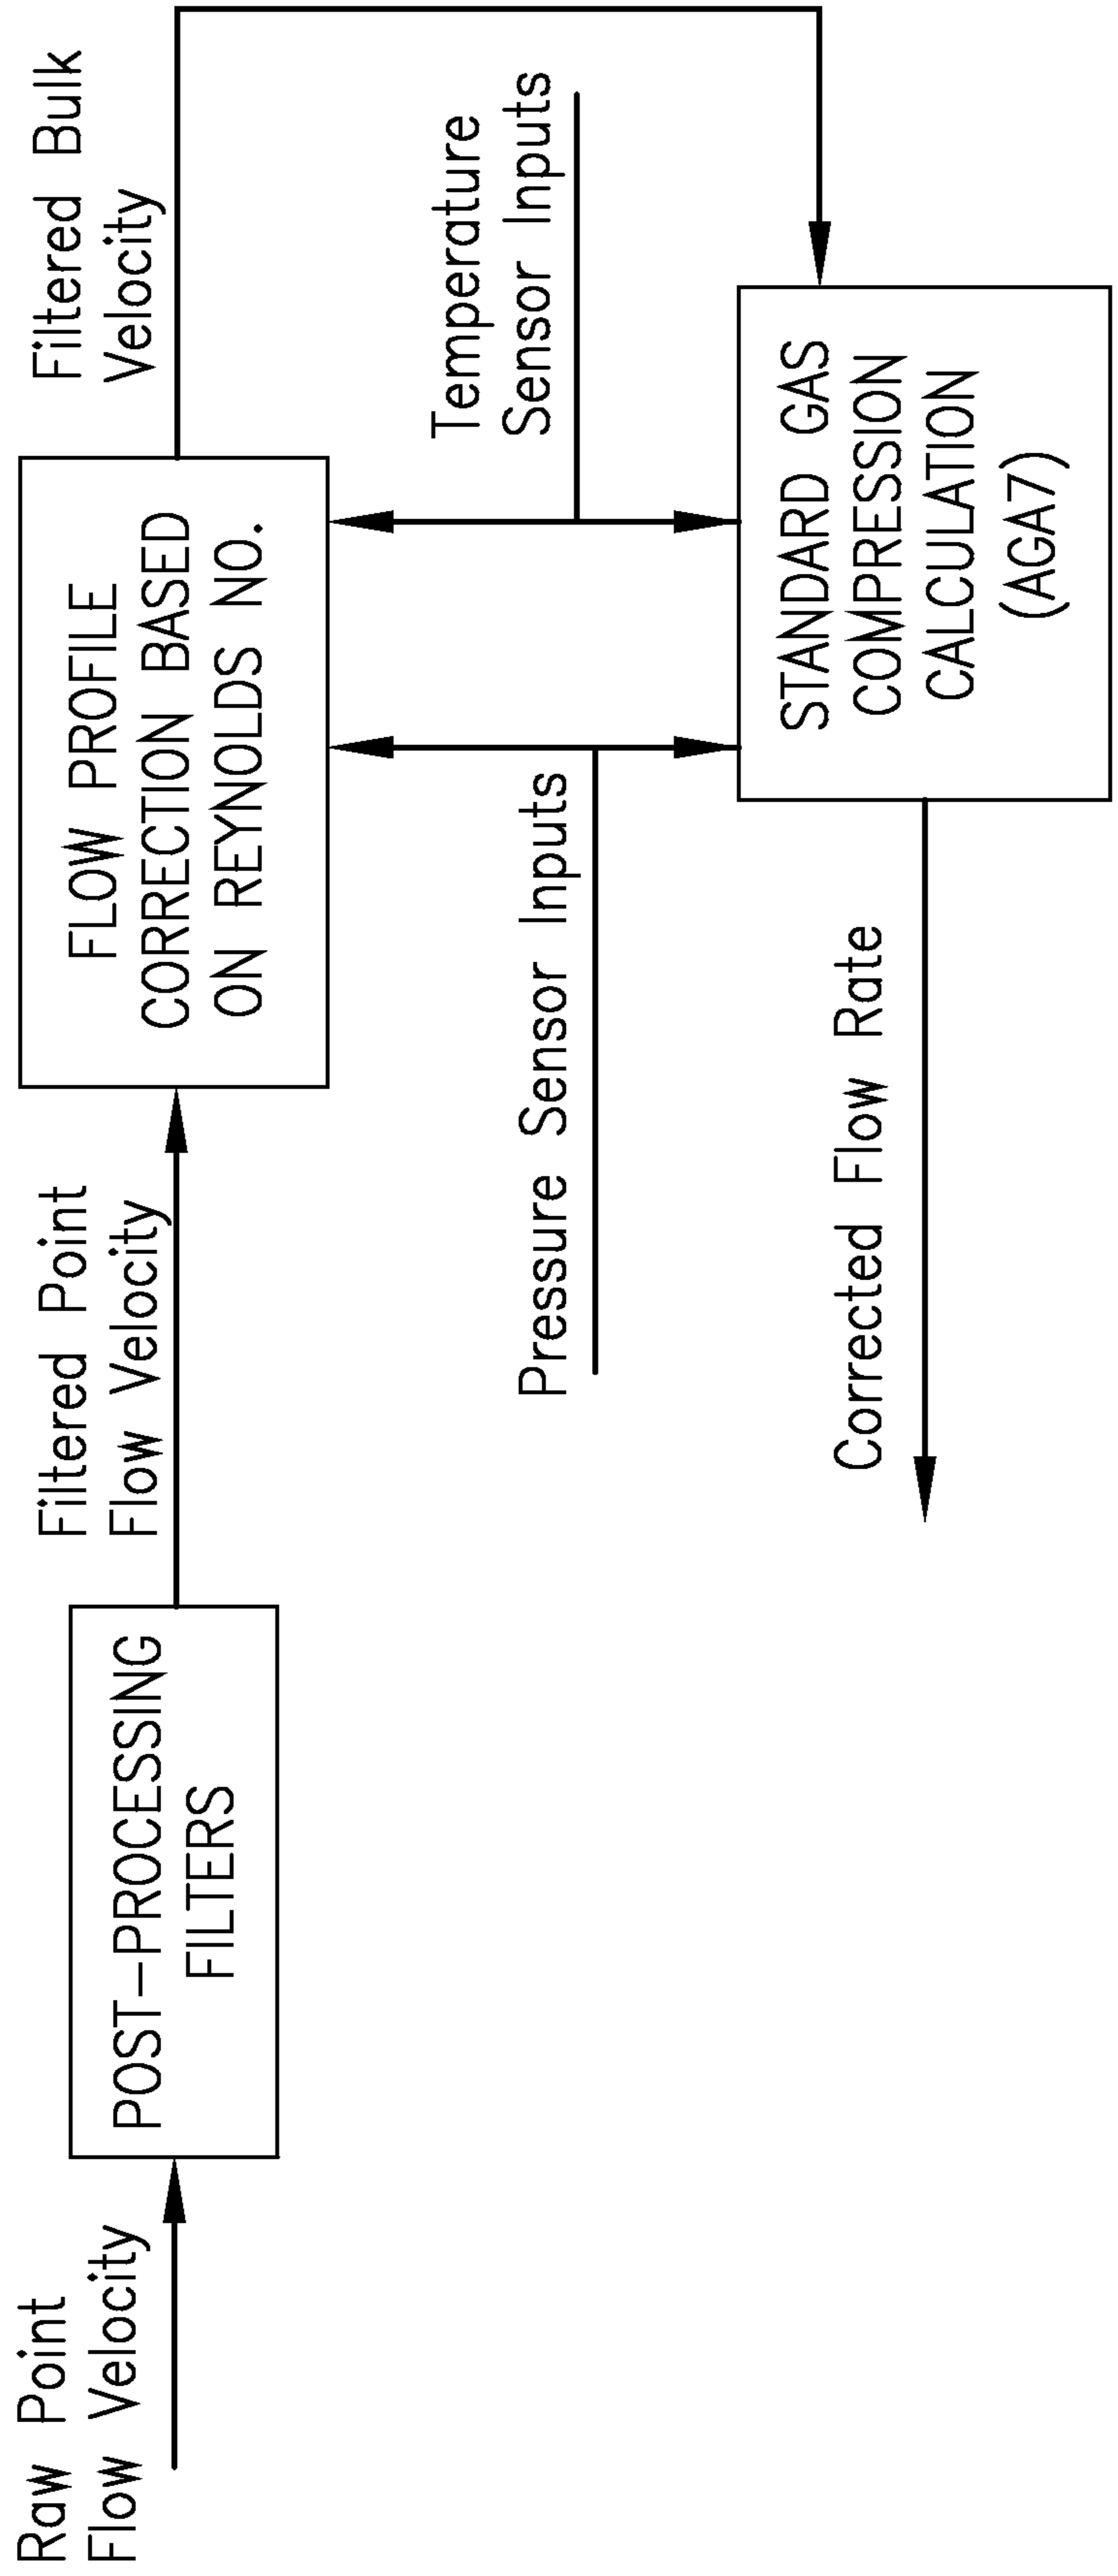 Raw Point
Flow Velocity
POST-PROCESSING
FILTERS
Filtered Point
Flow Velocity
FLOW PROFILE
CORRECTION BASED
ON REYNOLDS NO.
Filtered Bulk
Velocity
Pressure Sensor Inputs
Temperature
Sensor Inputs
STANDARD GAS
COMPRESSION
CALCULATION
(AGA7)
Corrected Flow Rate